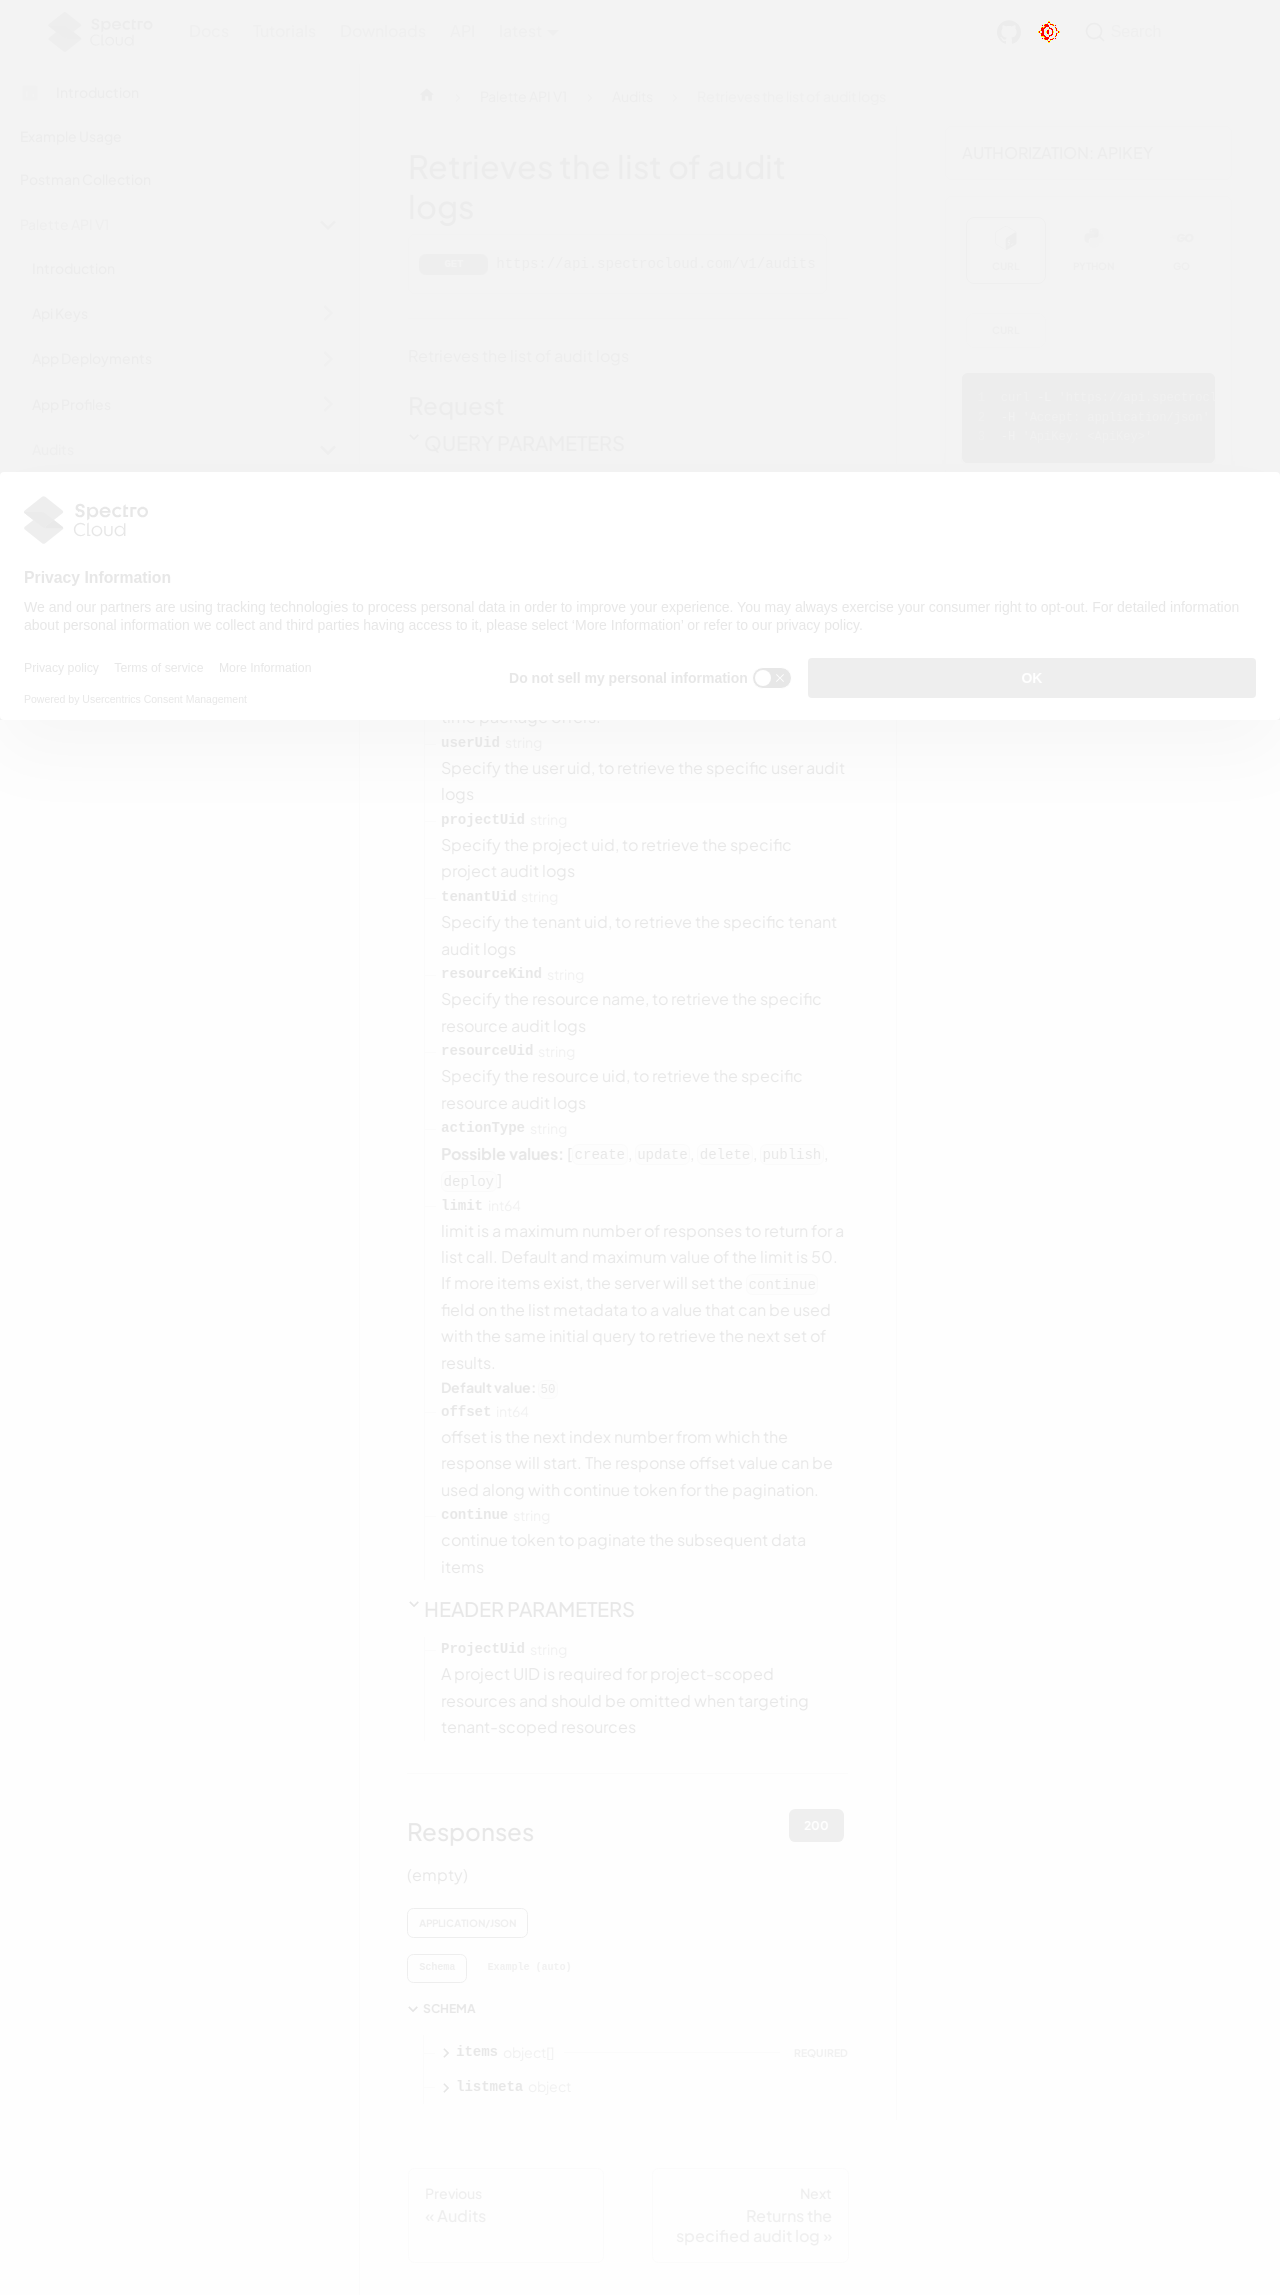 Spectro
Cloud
Docs
Tutorials
Downloads
API
latest
Search
Introduction
Example Usage
Postman Collection
Palette API V1
Introduction
Api Keys
App Deployments
App Profiles
Audits
Palette API V1
Audits
Retrieves the list of audit logs
Retrieves the list of audit
logs
GET
https://api.spectrocloud.com/v1/audits
Retrieves the list of audit logs
Request
QUERY PARAMETERS
AUTHORIZATION: APIKEY
CURL
PYTHON
GO
CURL
Spectro
Cloud
Privacy Information
We and our partners are using tracking technologies to process personal data in order to improve your experience. You may always exercise your consumer right to opt-out. For detailed information
about personal information we collect and third parties having access to it, please select ‘More Information’ or refer to our privacy policy.
Privacy policy
Terms of service
More Information
Do not sell my personal information
OK
Powered by Usercentrics Consent Management
userUid string
Specify the user uid, to retrieve the specific user audit
logs
projectUid string
Specify the project uid, to retrieve the specific
project audit logs
tenantUid string
Specify the tenant uid, to retrieve the specific tenant
audit logs
resourceKind string
Specify the resource name, to retrieve the specific
resource audit logs
resourceUid string
Specify the resource uid, to retrieve the specific
resource audit logs
actionType string
Possible values: [create, update, delete, publish,
deploy]
limit int64
limit is a maximum number of responses to return for a
list call. Default and maximum value of the limit is 50.
If more items exist, the server will set the continue
field on the list metadata to a value that can be used
with the same initial query to retrieve the next set of
results.
Default value: 50
offset int64
offset is the next index number from which the
response will start. The response offset value can be
used along with continue token for the pagination.
continue string
continue token to paginate the subsequent data
items
HEADER PARAMETERS
ProjectUid string
A project UID is required for project-scoped
resources and should be omitted when targeting
tenant-scoped resources
Responses
200
(empty)
APPLICATION/JSON
Schema
Example (auto)
SCHEMA
items object[]
REQUIRED
listmeta object
Previous
« Audits
Next
Returns the
specified audit log »